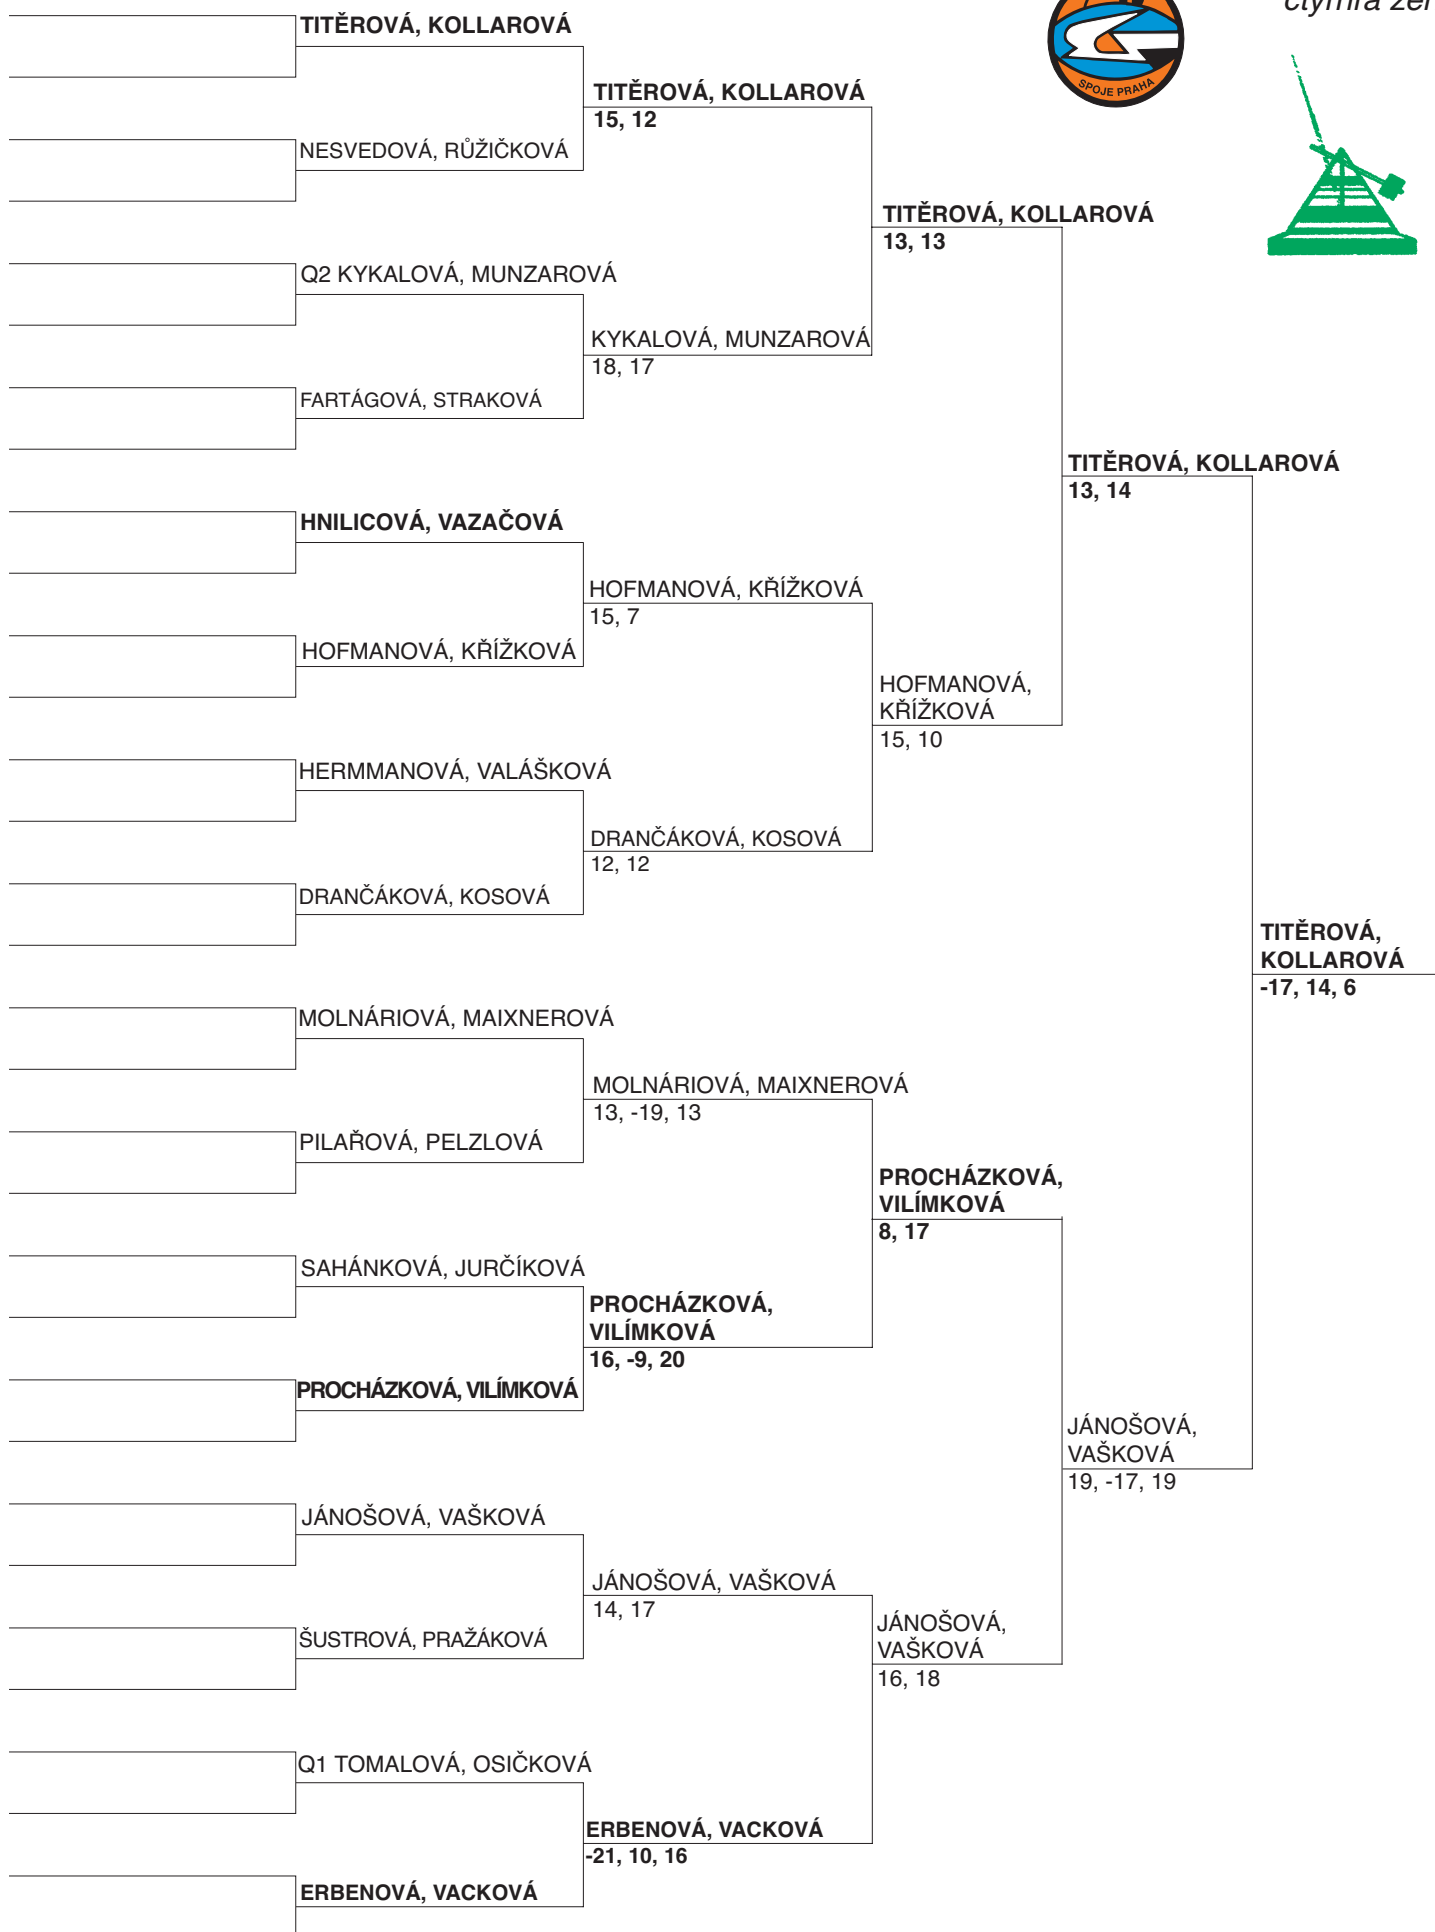 čtyřhra žen
SPOJE PRAHA
TITĚROVÁ, KOLLAROVÁ
NESVEDOVÁ, RŮŽIČKOVÁ
Q2 KYKALOVÁ, MUNZAROVÁ
FARTÁGOVÁ, STRAKOVÁ
HNILICOVÁ, VAZAČOVÁ
HOFMANOVÁ, KŘÍŽKOVÁ
HERMMANOVÁ, VALÁŠKOVÁ
DRANČÁKOVÁ, KOSOVÁ
MOLNÁRIOVÁ, MAIXNEROVÁ
PILAŘOVÁ, PELZLOVÁ
SAHÁNKOVÁ, JURČÍKOVÁ
PROCHÁZKOVÁ, VILÍMKOVÁ
JÁNOŠOVÁ, VAŠKOVÁ
ŠUSTROVÁ, PRAŽÁKOVÁ
Q1 TOMALOVÁ, OSIČKOVÁ
ERBENOVÁ, VACKOVÁ
TITĚROVÁ, KOLLAROVÁ
15, 12
KYKALOVÁ, MUNZAROVÁ
18, 17
HOFMANOVÁ, KŘÍŽKOVÁ
15, 7
DRANČÁKOVÁ, KOSOVÁ
12, 12
MOLNÁRIOVÁ, MAIXNEROVÁ
13, -19, 13
PROCHÁZKOVÁ,
VILÍMKOVÁ
16, -9, 20
JÁNOŠOVÁ, VAŠKOVÁ
14, 17
ERBENOVÁ, VACKOVÁ
-21, 10, 16
TITĚROVÁ, KOLLAROVÁ
13, 13
HOFMANOVÁ,
KŘÍŽKOVÁ
15, 10
PROCHÁZKOVÁ,
VILÍMKOVÁ
8, 17
JÁNOŠOVÁ,
VAŠKOVÁ
16, 18
TITĚROVÁ, KOLLAROVÁ
13, 14
JÁNOŠOVÁ,
VAŠKOVÁ
19, -17, 19
TITĚROVÁ,
KOLLAROVÁ
-17, 14, 6